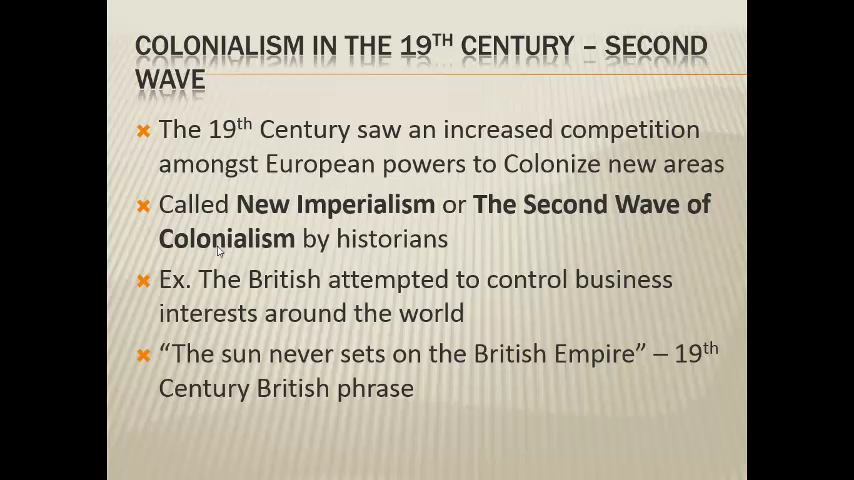 COLONIALISM IN THE 19TH CENTURY – SECOND
WAVE
The 19th Century saw an increased competition
amongst European powers to Colonize new areas
Called New Imperialism or The Second Wave of
Colonialism by historians
Ex. The British attempted to control business
interests around the world
“The sun never sets on the British Empire” – 19th
Century British phrase